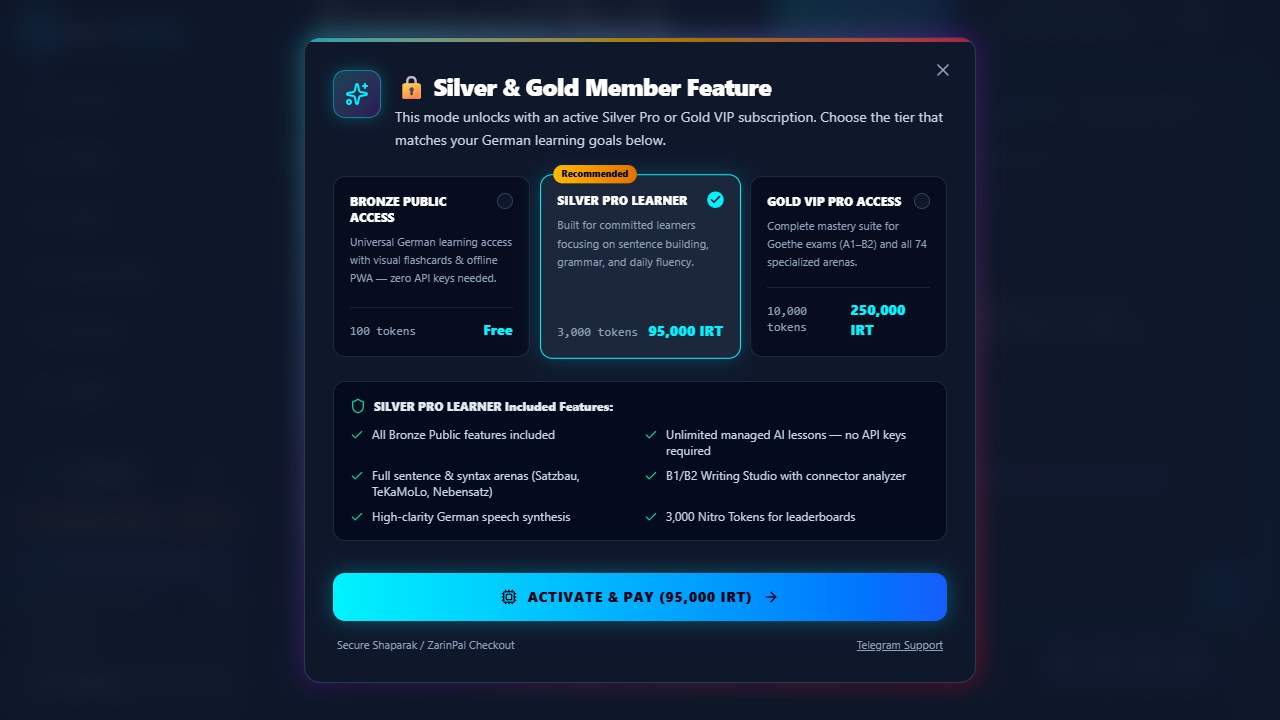 🔒 Silver & Gold Member Feature
This mode unlocks with an active Silver Pro or Gold VIP subscription. Choose the tier that
matches your German learning goals below.
BRONZE PUBLIC
ACCESS
Universal German learning access
with visual flashcards & offline
PWA — zero API keys needed.
100 tokens
Free
Recommended
SILVER PRO LEARNER
Built for committed learners
focusing on sentence building,
grammar, and daily fluency.
3,000 tokens
95,000 IRT
GOLD VIP PRO ACCESS
Complete mastery suite for
Goethe exams (A1–B2) and all 74
specialized arenas.
10,000
tokens
250,000
IRT
SILVER PRO LEARNER Included Features:
All Bronze Public features included
Unlimited managed AI lessons — no API keys
required
Full sentence & syntax arenas (Satzbau,
TeKaMoLo, Nebensatz)
B1/B2 Writing Studio with connector analyzer
High-clarity German speech synthesis
3,000 Nitro Tokens for leaderboards
ACTIVATE & PAY (95,000 IRT)
Secure Shaparak / ZarinPal Checkout
Telegram Support